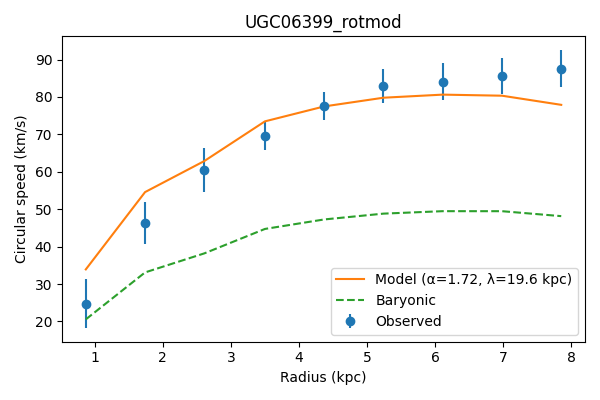 UGC06399_rotmod
Circular speed (km/s)
90
80
70
60
50
40
30
20
Model (α=1.72, λ=19.6 kpc)
Baryonic
Observed
1 2 3 4 5 6 7 8
Radius (kpc)